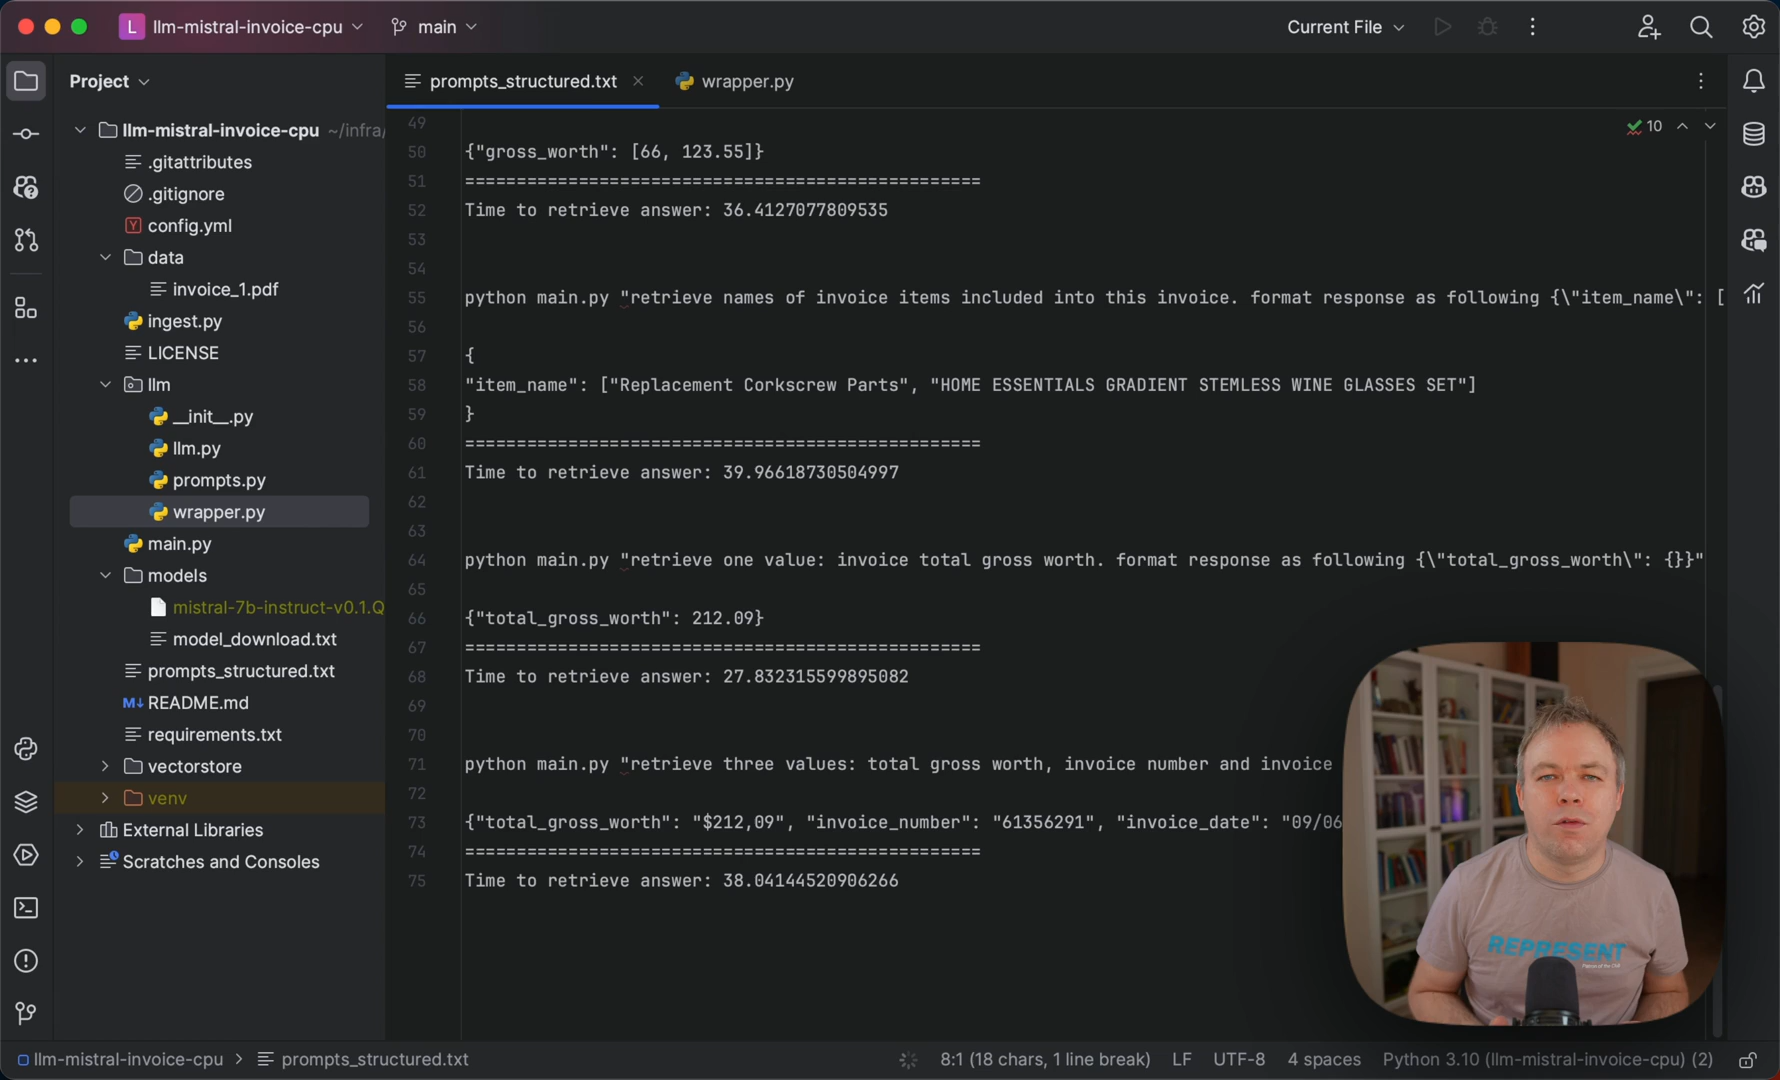 L llm-mistral-invoice-cpu main Current File
Project
prompts_structured.txt wrapper.py
llm-mistral-invoice-cpu ~/infra/
.gitattributes
.gitignore
config.yml
data
invoice_1.pdf
ingest.py
LICENSE
llm
__init__.py
llm.py
prompts.py
wrapper.py
main.py
models
mistral-7b-instruct-v0.1.Q
model_download.txt
prompts_structured.txt
README.md
requirements.txt
vectorstore
venv
External Libraries
Scratches and Consoles
10
49
50 {"gross_worth": [66, 123.55]}
51 ==================================================
52 Time to retrieve answer: 36.4127077809535
53
54
55 python main.py "retrieve names of invoice items included into this invoice. format response as following {\"item_name\": [
56
57 {
58 "item_name": ["Replacement Corkscrew Parts", "HOME ESSENTIALS GRADIENT STEMLESS WINE GLASSES SET"]
59 }
60 ==================================================
61 Time to retrieve answer: 39.96618730504997
62
63
64 python main.py "retrieve one value: invoice total gross worth. format response as following {\"total_gross_worth\": {}}"
65
66 {"total_gross_worth": 212.09}
67 ==================================================
68 Time to retrieve answer: 27.832315599895082
69
70
71 python main.py "retrieve three values: total gross worth, invoice number and invoice
72
73 {"total_gross_worth": "$212,09", "invoice_number": "61356291", "invoice_date": "09/06
74 ==================================================
75 Time to retrieve answer: 38.04144520906266
REPRESENT
llm-mistral-invoice-cpu > prompts_structured.txt
8:1 (18 chars, 1 line break) LF UTF-8 4 spaces Python 3.10 (llm-mistral-invoice-cpu) (2)